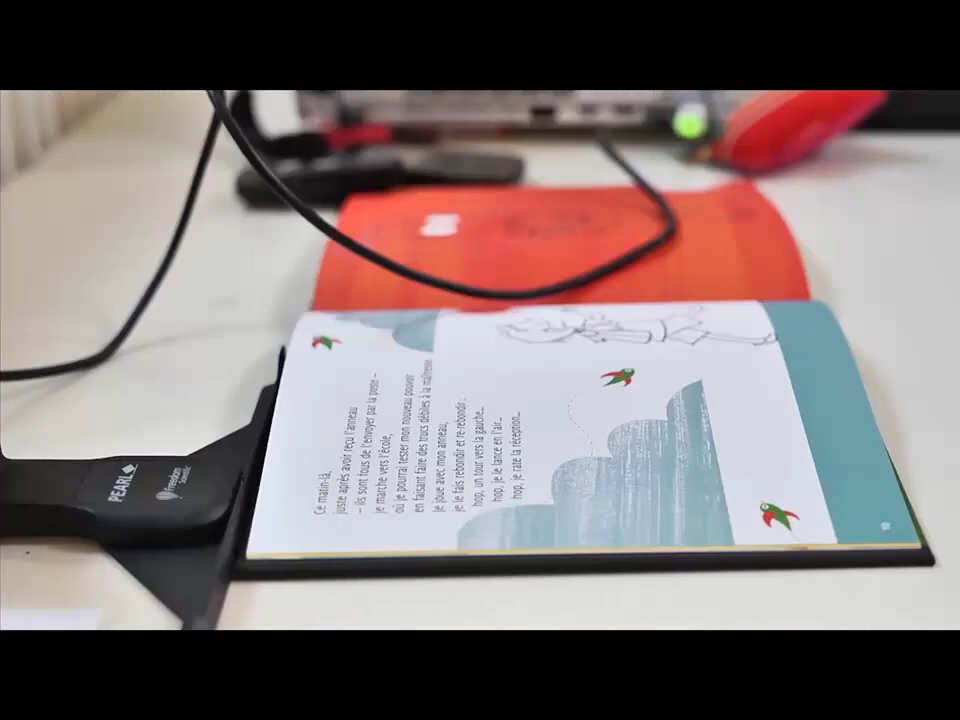 Ce matin-là,
juste après avoir reçu l'anneau
– ils sont fous de l'envoyer par la poste –
je marche vers l'école,
où je pourrai tester mon nouveau pouvoir
en faisant faire des trucs débiles à la maîtresse.
Je joue avec mon anneau,
je le fais rebondir et re-rebondir :
hop, un tour vers la gauche...
hop, je le lance en l'air...
hop, je rate la réception...
10
PEARL
Freedom
Scientific